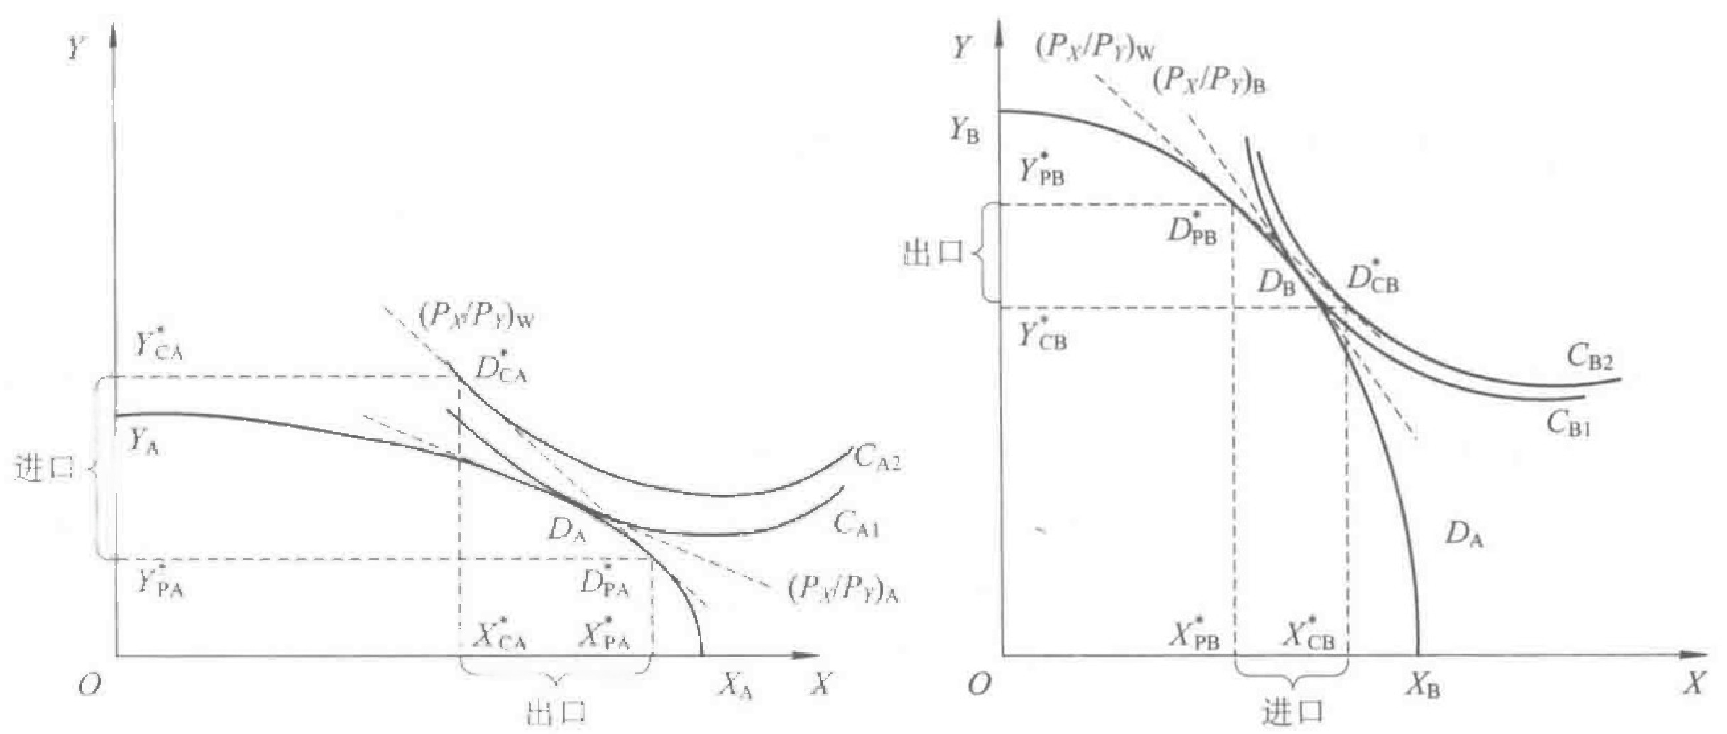 Y
(P_X/P_Y)_W
D*_CA
Y*_CA
Y_A
进口
C_A2
C_A1
D_A
D*_PA
(P_X/P_Y)_A
Y*_PA
X*_CA
X*_PA
O
X_A
X
出口
Y
(P_X/P_Y)_W
(P_X/P_Y)_B
Y_B
Y*_PB
D*_PB
出口
D_B
D*_CB
Y*_CB
C_B2
C_B1
D_A
X*_PB
X*_CB
O
X_B
X
进口